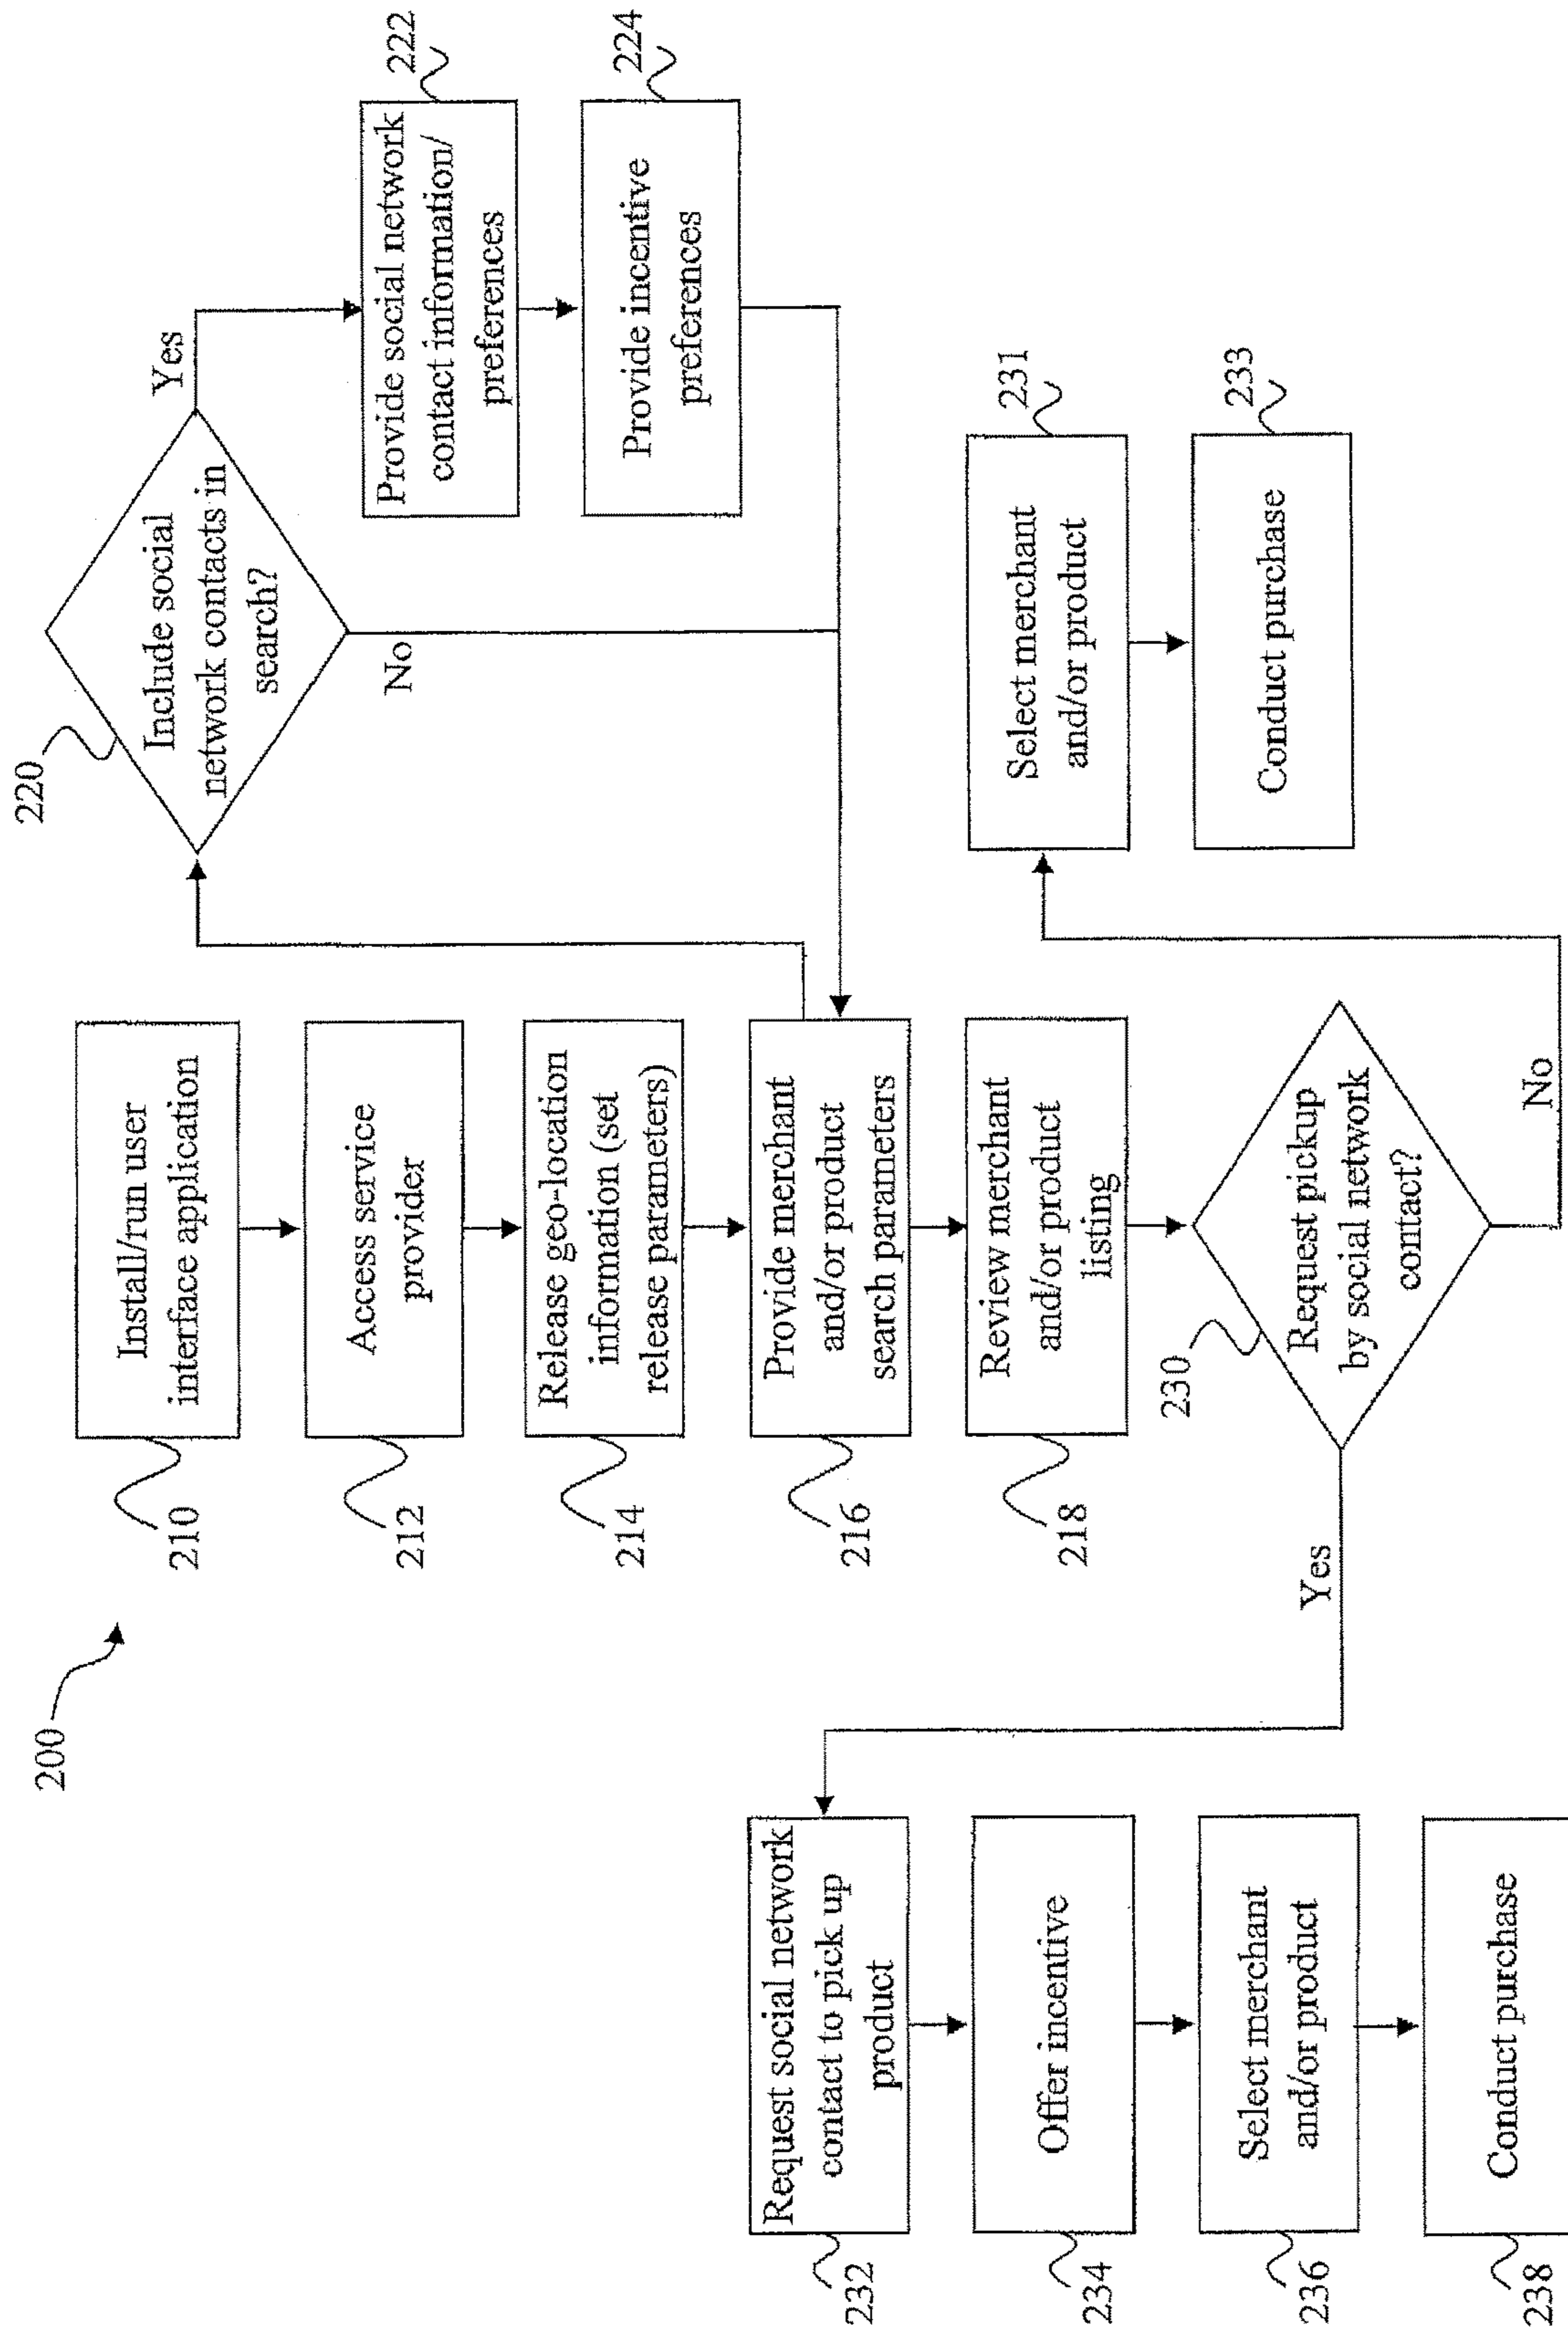 200
210
Install/run user
interface application
212
Access service
provider
214
Release geo-location
information (set
release parameters)
216
Provide merchant
and/or product
search parameters
218
Review merchant
and/or product
listing
220
Include social
network contacts in
search?
Yes
No
222
Provide social network
contact information/
preferences
224
Provide incentive
preferences
230
Request pickup
by social network
contact?
Yes
No
231
Select merchant
and/or product
233
Conduct purchase
232
Request social network
contact to pick up
product
234
Offer incentive
236
Select merchant
and/or product
238
Conduct purchase